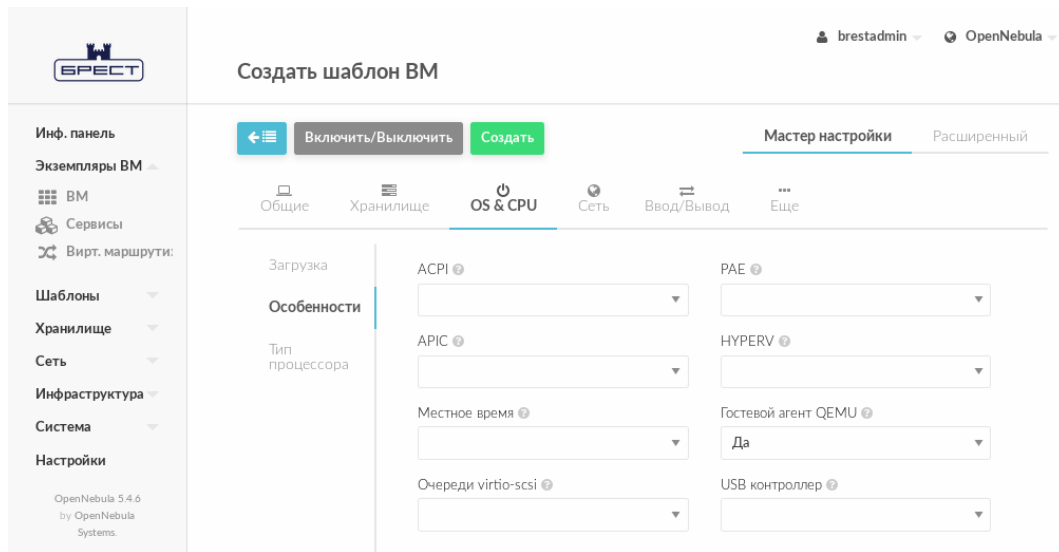 brestadmin
OpenNebula
БРЕСТ
Создать шаблон ВМ
Инф. панель
Экземпляры ВМ
ВМ
Сервисы
Вирт. маршрути
Шаблоны
Хранилище
Сеть
Инфраструктура
Система
Настройки
OpenNebula 5.4.6
by OpenNebula
Systems.
Включить/Выключить
Создать
Мастер настройки
Расширенный
Общие
Хранилище
OS & CPU
Сеть
Ввод/Вывод
Еще
Загрузка
Особенности
Тип
процессора
ACPI
PAE
APIC
HYPERV
Местное время
Гостевой агент QEMU
Да
Очереди virtio-scsi
USB контроллер